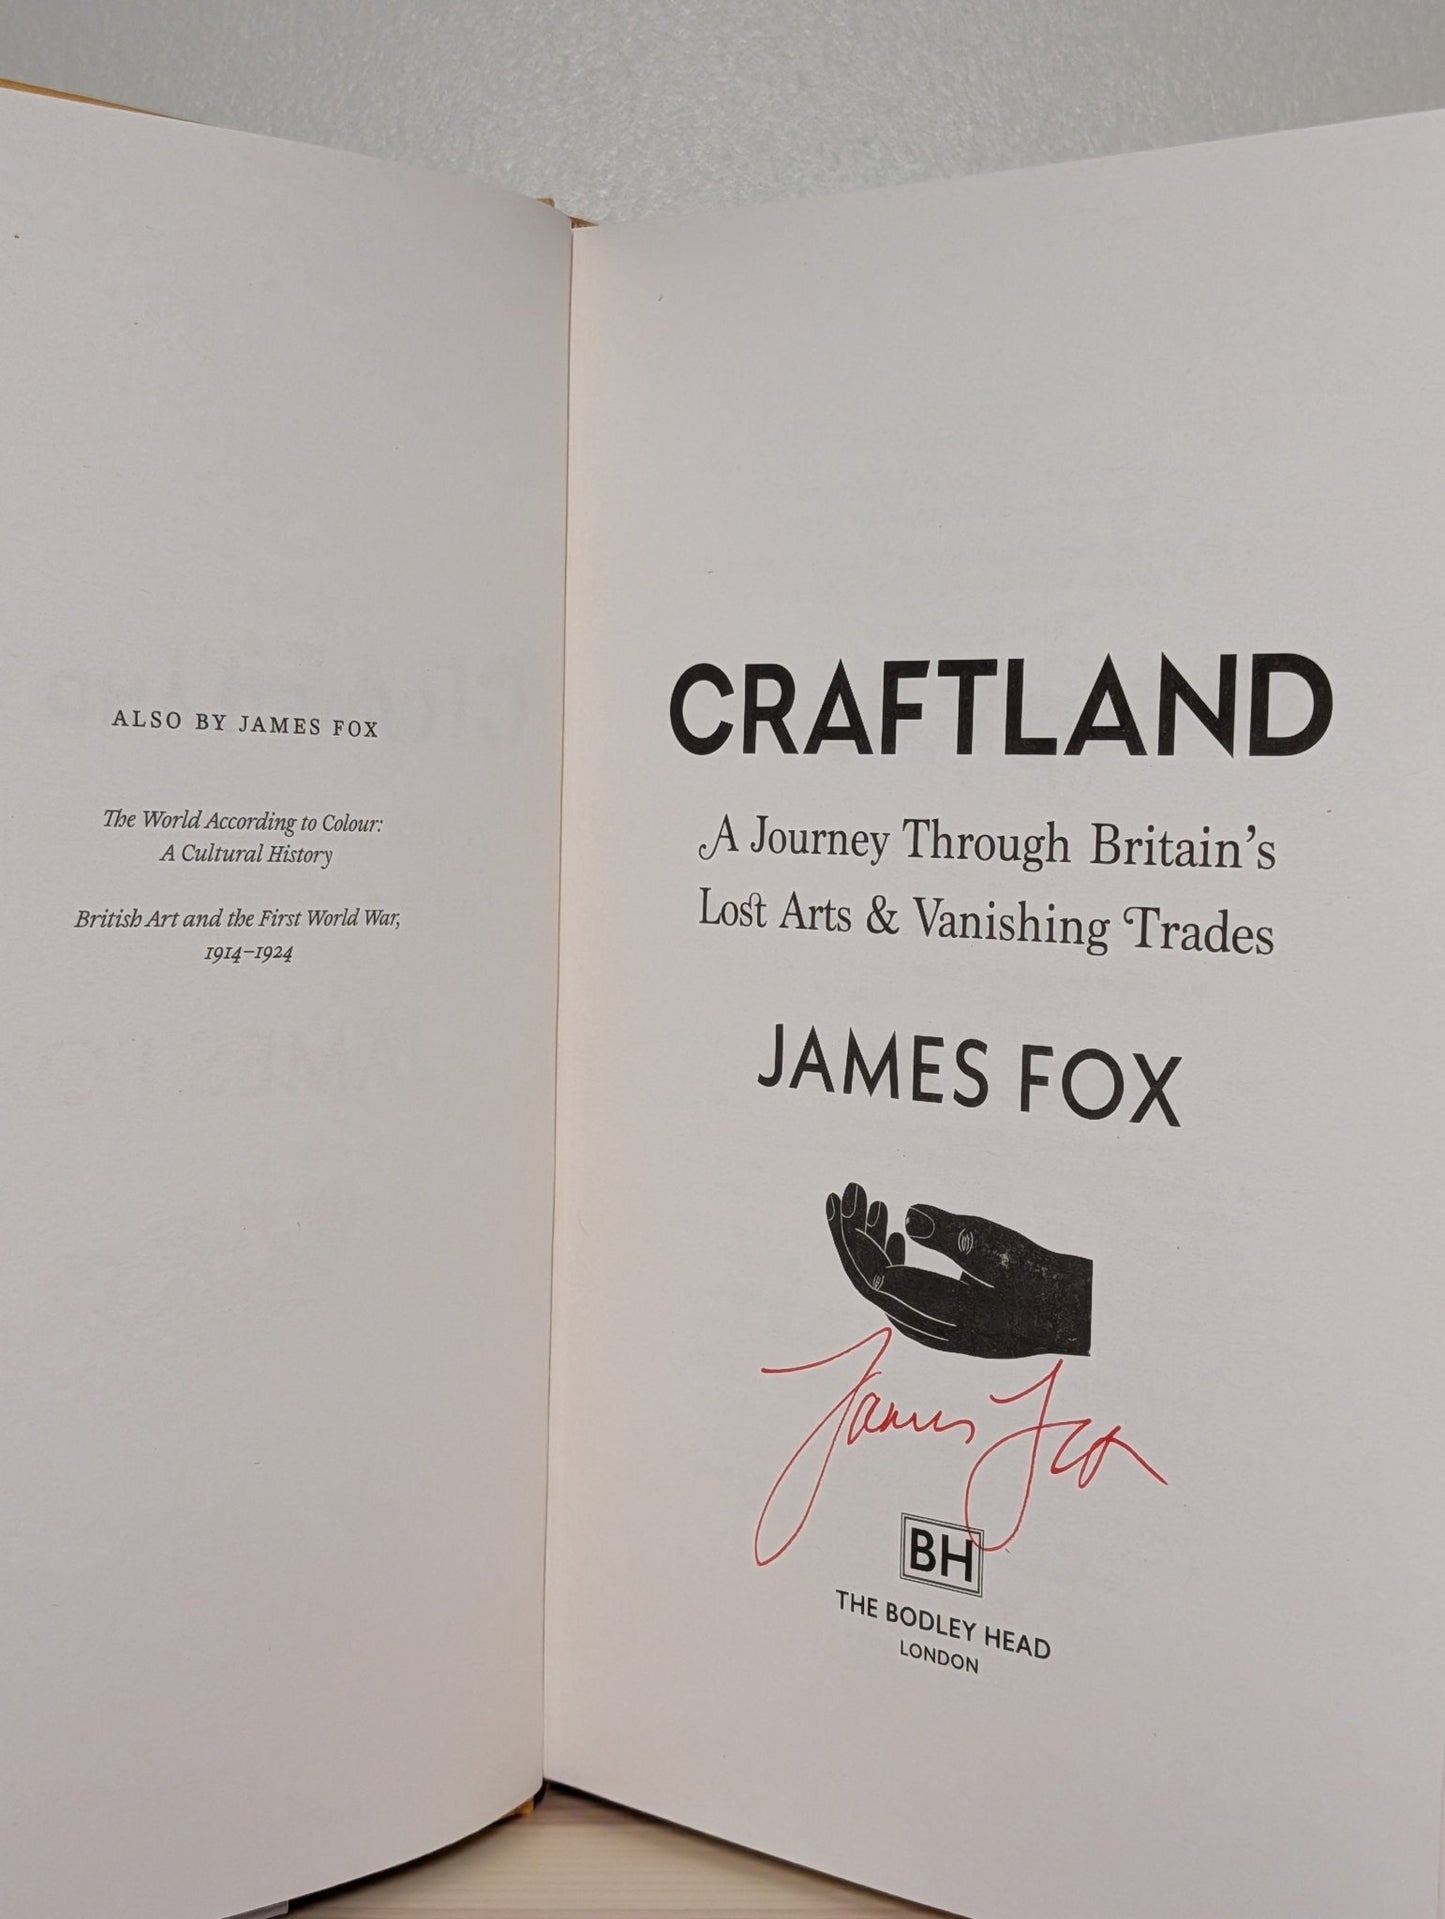 ALSO BY JAMES FOX
The World According to Colour:
A Cultural History
British Art and the First World War,
1914–1924
CRAFTLAND
A Journey Through Britain’s
Lost Arts & Vanishing Trades
JAMES FOX
James Fox
BH
THE BODLEY HEAD
LONDON